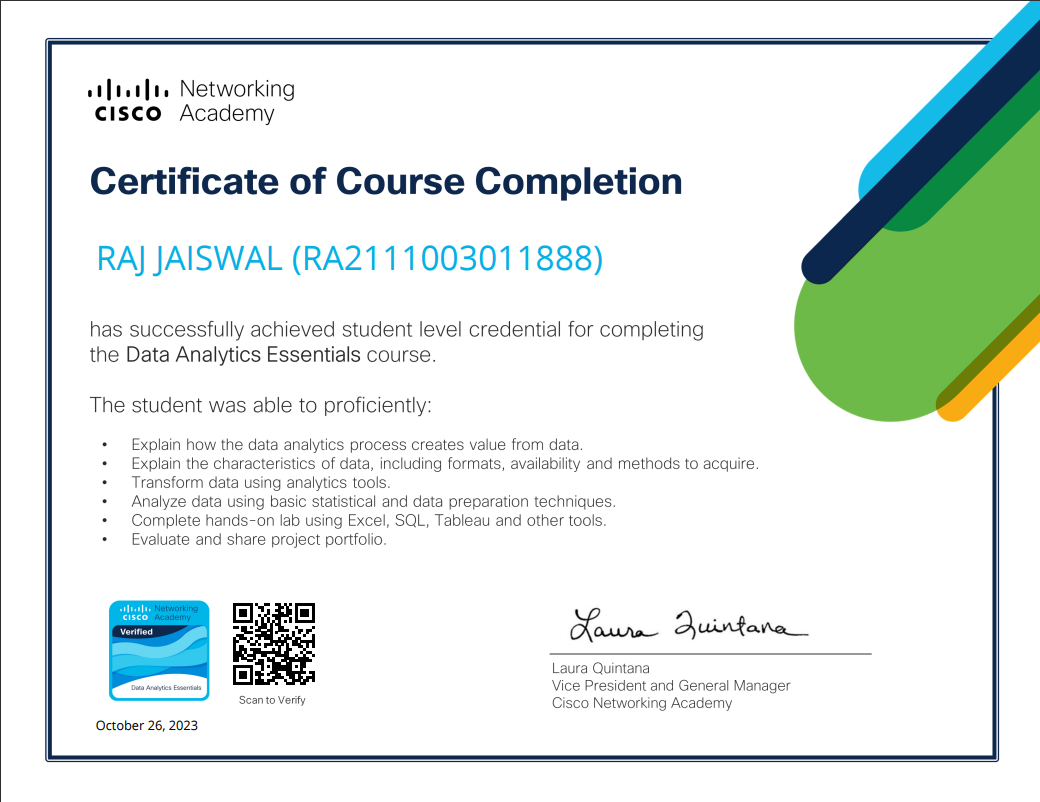 Networking
CISCO Academy
Certificate of Course Completion
RAJ JAISWAL (RA2111003011888)
has successfully achieved student level credential for completing
the Data Analytics Essentials course.
The student was able to proficiently:
• Explain how the data analytics process creates value from data.
• Explain the characteristics of data, including formats, availability and methods to acquire.
• Transform data using analytics tools.
• Analyze data using basic statistical and data preparation techniques.
• Complete hands-on lab using Excel, SQL, Tableau and other tools.
• Evaluate and share project portfolio.
Networking
CISCO Academy
Verified
Data Analytics Essentials
Scan to Verify
October 26, 2023
Laura Quintana
Laura Quintana
Vice President and General Manager
Cisco Networking Academy